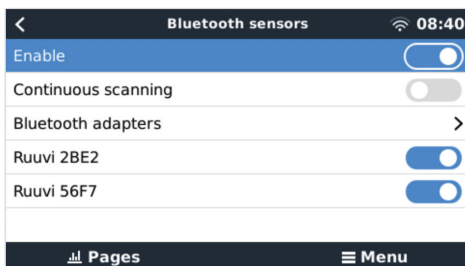 Bluetooth sensors 08:40
Enable
Continuous scanning
Bluetooth adapters
Ruuvi 2BE2
Ruuvi 56F7
Pages Menu